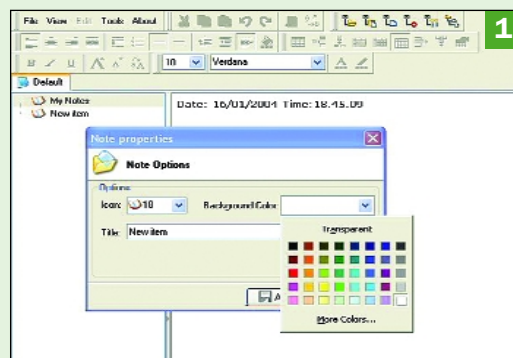 File View Edit Tools About
1
10 Verdana
Default
My Notes
New item
Date: 16/01/2004 Time: 18.45.09
Note properties
Note Options
Options
Icon: 10 Background Color:
Title: New item
Transparent
More Colors...